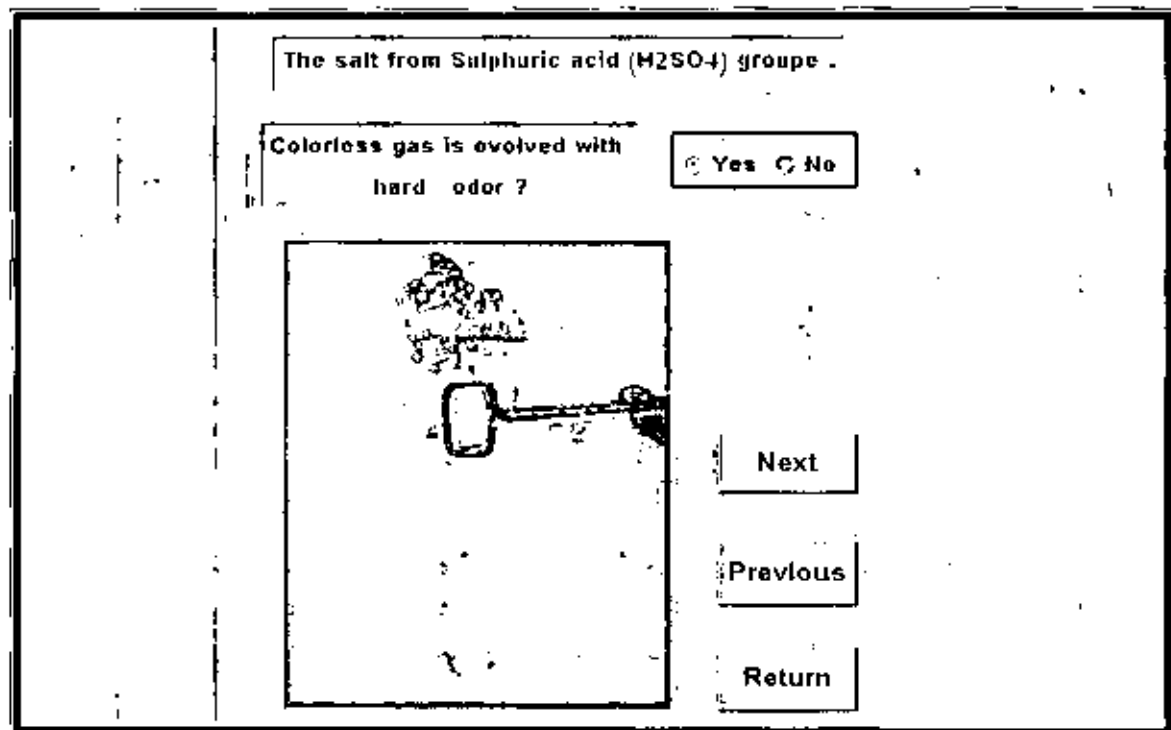 The salt from Sulphuric acid (H2SO4) groupe .
Colorless gas is evolved with
hard odor ?
Yes No
Next
Previous
Return